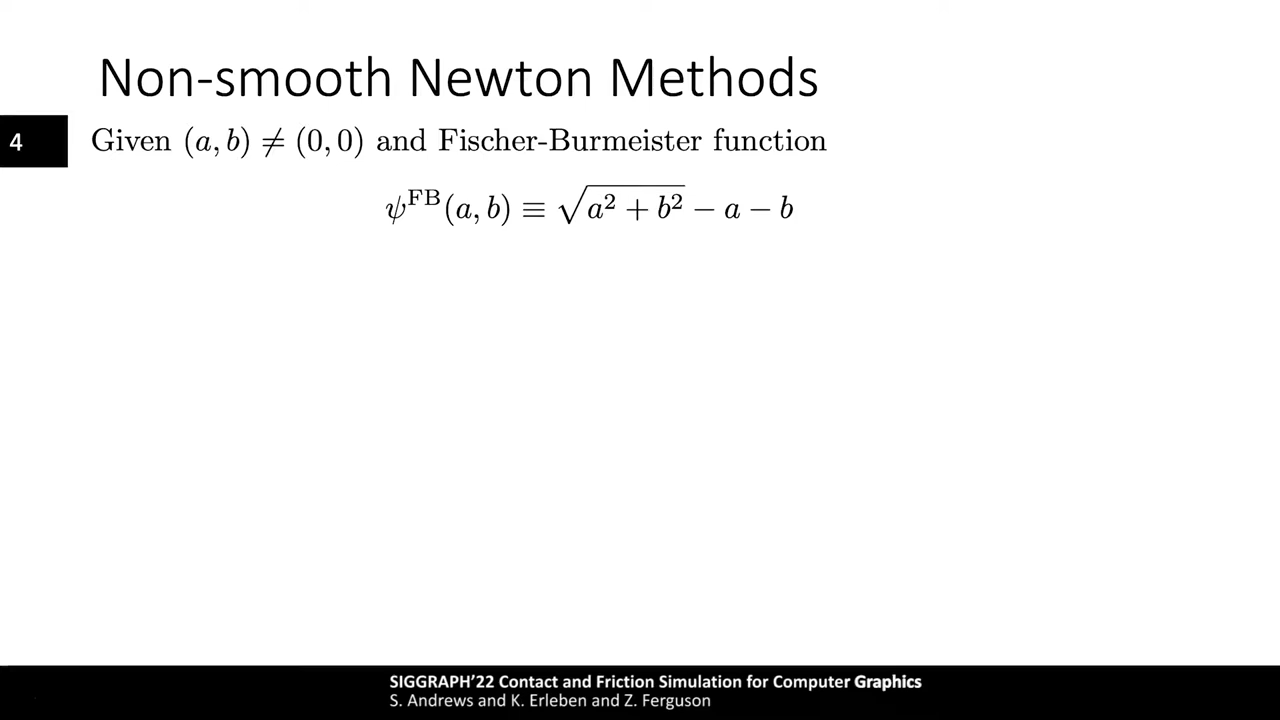 Non-smooth Newton Methods
4
Given (a, b) ≠ (0, 0) and Fischer-Burmeister function
ψ^FB(a, b) ≡ √(a² + b²) − a − b
SIGGRAPH'22 Contact and Friction Simulation for Computer Graphics
S. Andrews and K. Erleben and Z. Ferguson